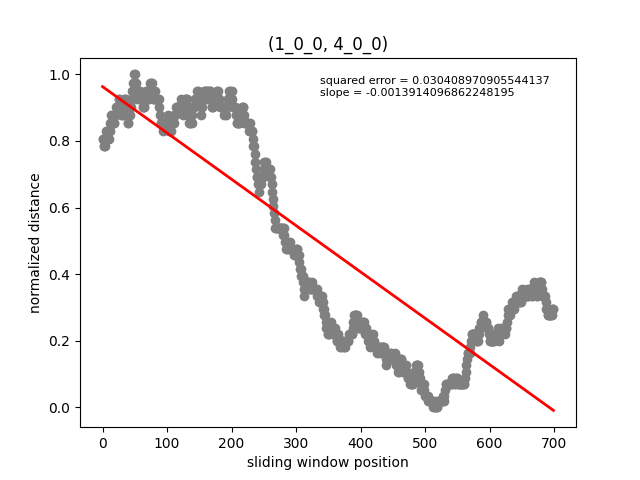 (1_0_0, 4_0_0)
squared error = 0.030408970905544137
slope = -0.0013914096862248195
1.0
0.8
0.6
0.4
0.2
0.0
normalized distance
0 100 200 300 400 500 600 700
sliding window position